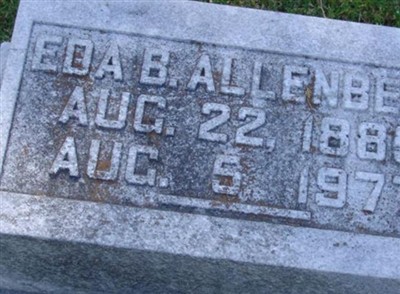 EDA B. ALLENBE
AUG. 22, 188
AUG. 6, 197